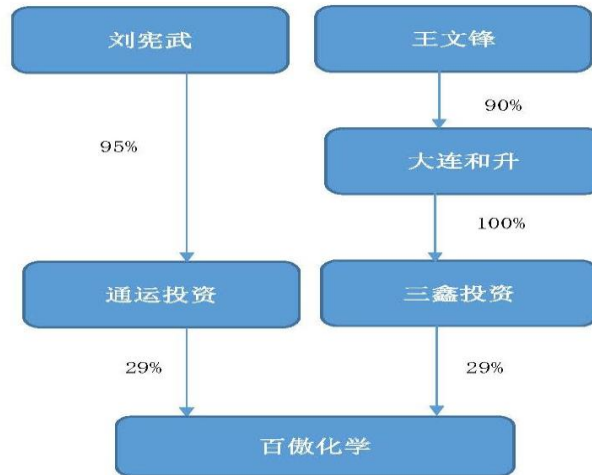 刘宪武
王文锋
90%
95%
大连和升
100%
通运投资
三鑫投资
29%
29%
百傲化学